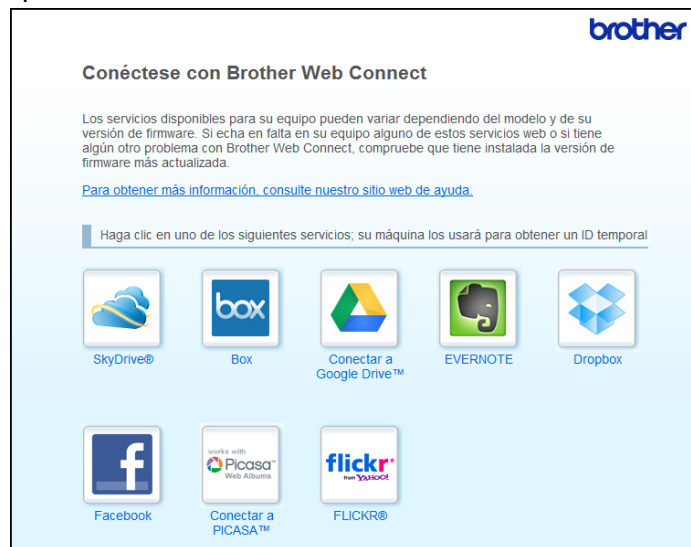 brother
Conéctese con Brother Web Connect
Los servicios disponibles para su equipo pueden variar dependiendo del modelo y de su
versión de firmware. Si echa en falta en su equipo alguno de estos servicios web o si tiene
algún otro problema con Brother Web Connect, compruebe que tiene instalada la versión de
firmware más actualizada.
Para obtener más información, consulte nuestro sitio web de ayuda.
Haga clic en uno de los siguientes servicios; su máquina los usará para obtener un ID temporal
box
SkyDrive®
Box
Conectar a
Google Drive™
EVERNOTE
Dropbox
f
works with
Picasa™
Web Albums
flickr
from YAHOO!
Facebook
Conectar a
PICASA™
FLICKR®